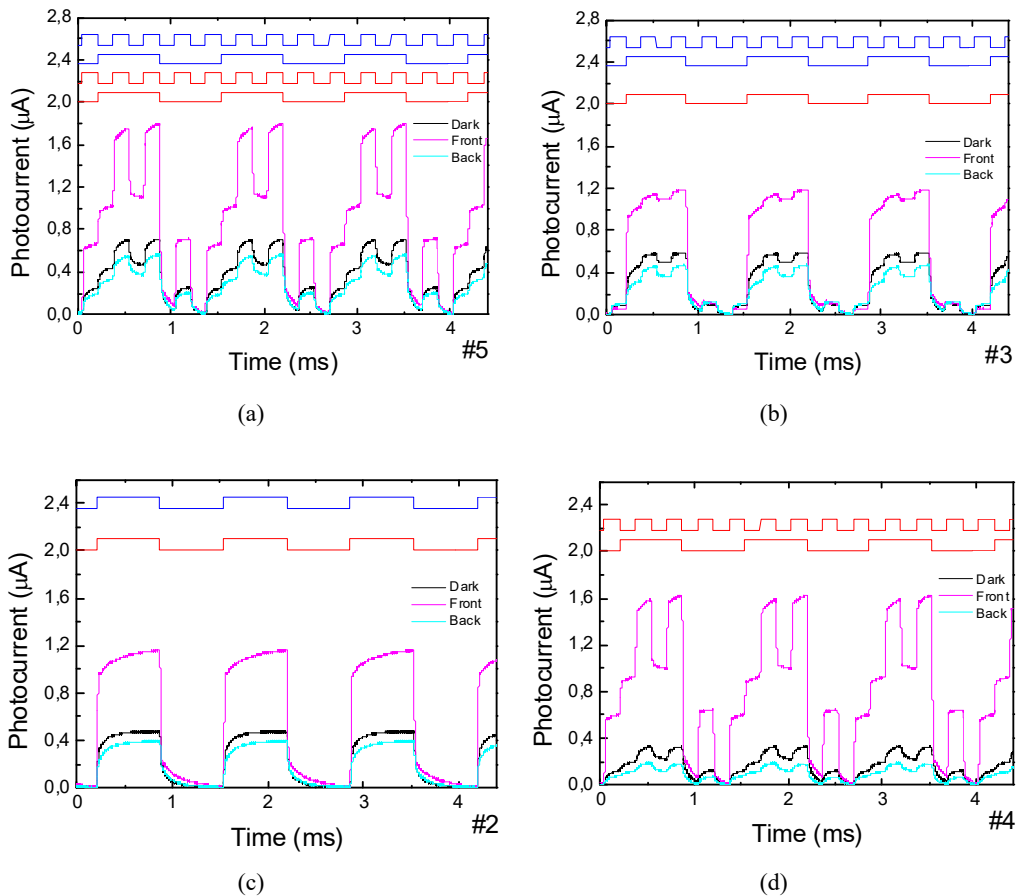 2,8
2,4
2,0
1,6
1,2
0,8
0,4
0,0
Photocurrent (µA)
Dark
Front
Back
0
1
2
3
4
Time (ms)
#5
(a)
2,8
2,4
2,0
1,6
1,2
0,8
0,4
0,0
Photocurrent (µA)
Dark
Front
Back
0
1
2
3
4
Time (ms)
#3
(b)
2,4
2,0
1,6
1,2
0,8
0,4
0,0
Photocurrent (µA)
Dark
Front
Back
0
1
2
3
4
Time (ms)
#2
(c)
2,4
2,0
1,6
1,2
0,8
0,4
0,0
Photocurrent (µA)
Dark
Front
Back
0
1
2
3
4
Time (ms)
#4
(d)